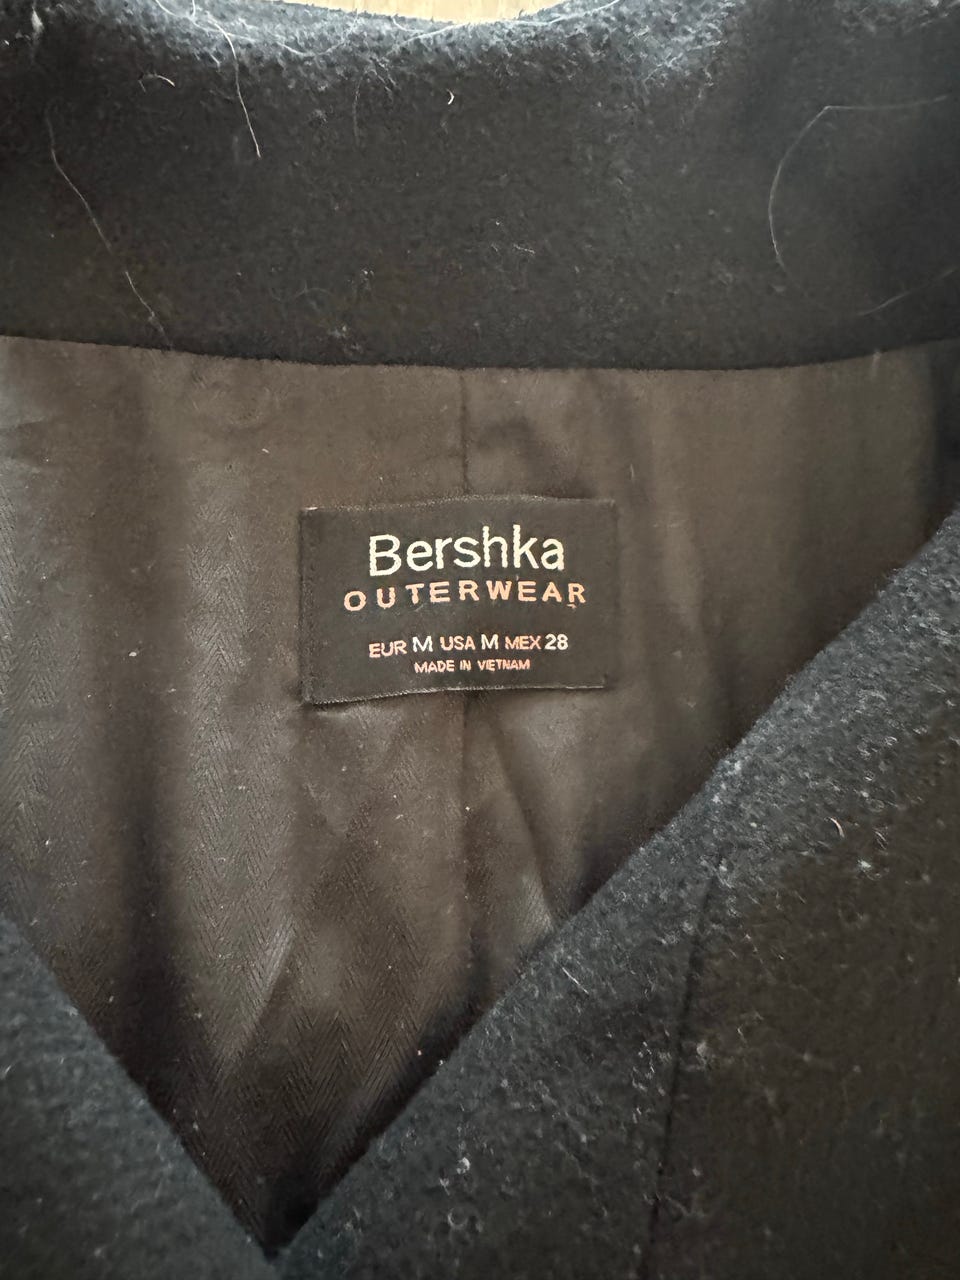 Bershka
OUTERWEAR
EUR M USA M MEX 28
MADE IN VIETNAM